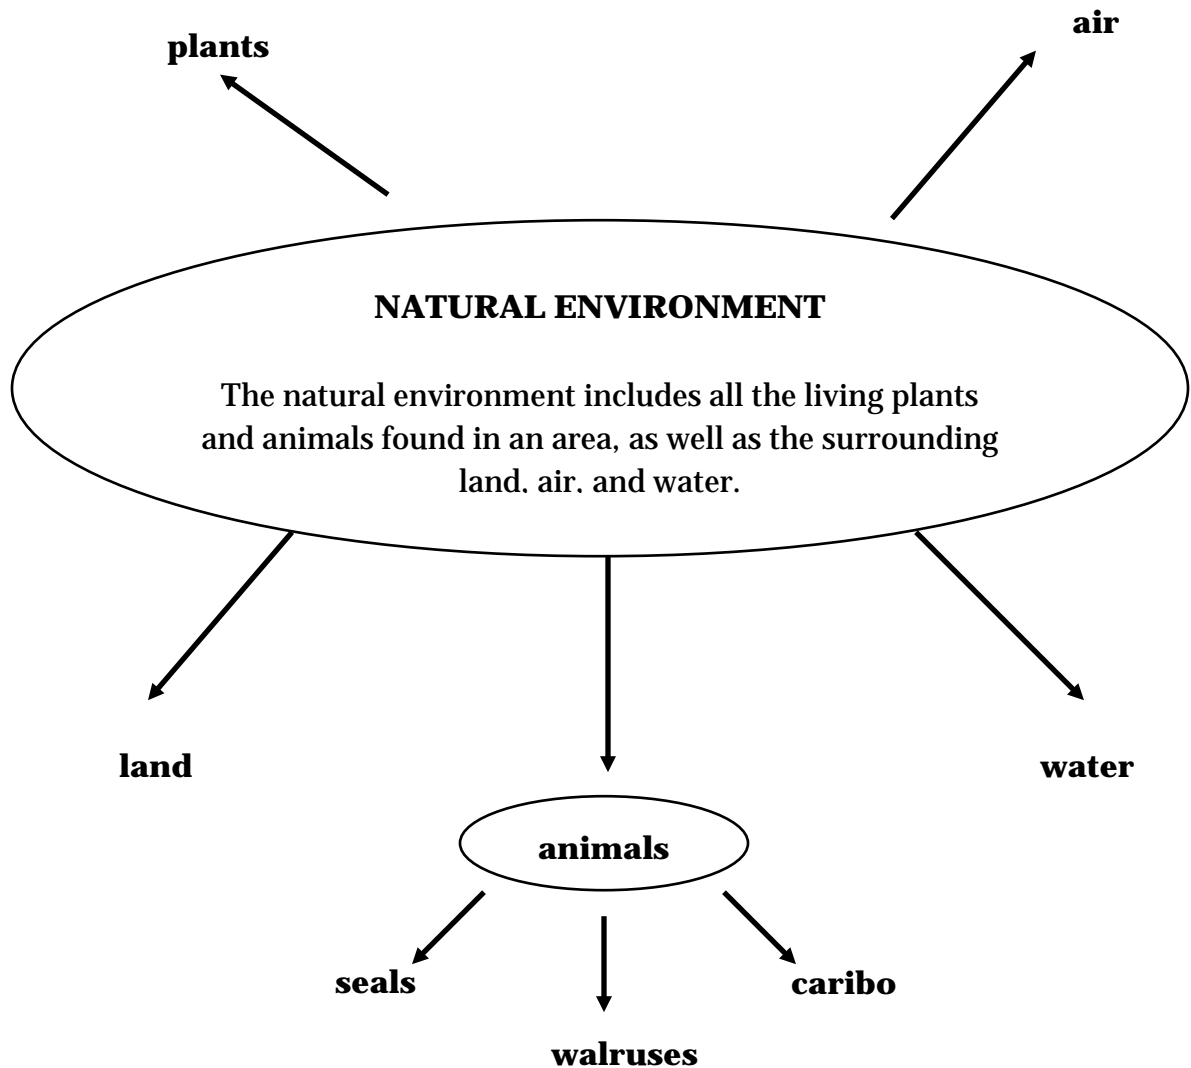 plants
air
NATURAL ENVIRONMENT
The natural environment includes all the living plants
and animals found in an area, as well as the surrounding
land, air, and water.
land
water
animals
seals
caribo
walruses